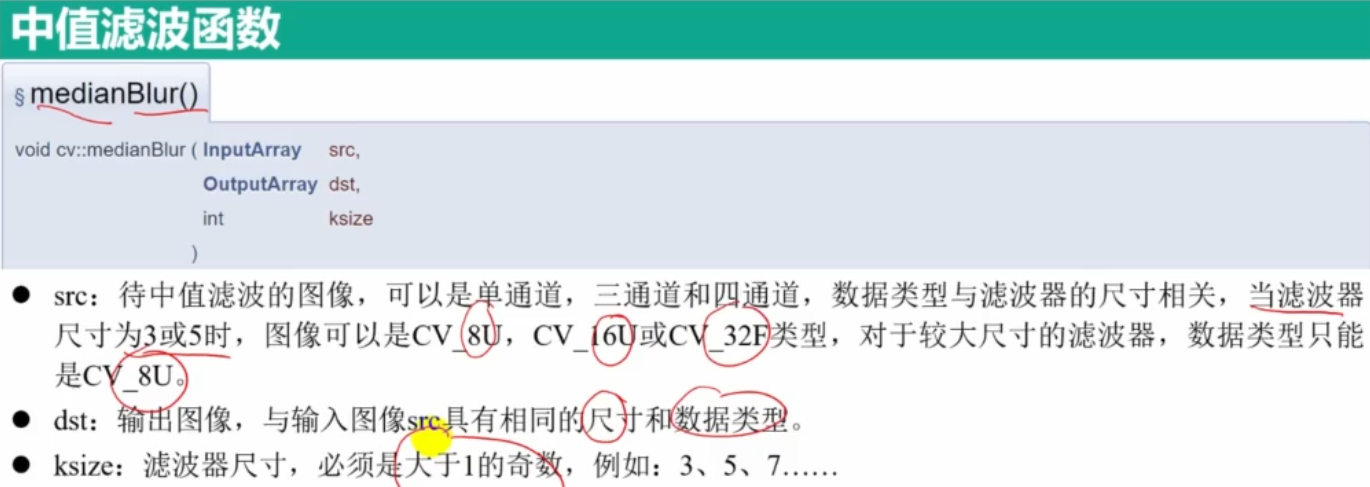 中值滤波函数
§ medianBlur()
void cv::medianBlur ( InputArray src,
OutputArray dst,
int ksize
)
● src：待中值滤波的图像，可以是单通道，三通道和四通道，数据类型与滤波器的尺寸相关，当滤波器
尺寸为3或5时，图像可以是CV_8U，CV_16U或CV_32F类型，对于较大尺寸的滤波器，数据类型只能
是CV_8U。
● dst：输出图像，与输入图像src具有相同的尺寸和数据类型。
● ksize：滤波器尺寸，必须是大于1的奇数，例如：3、5、7……